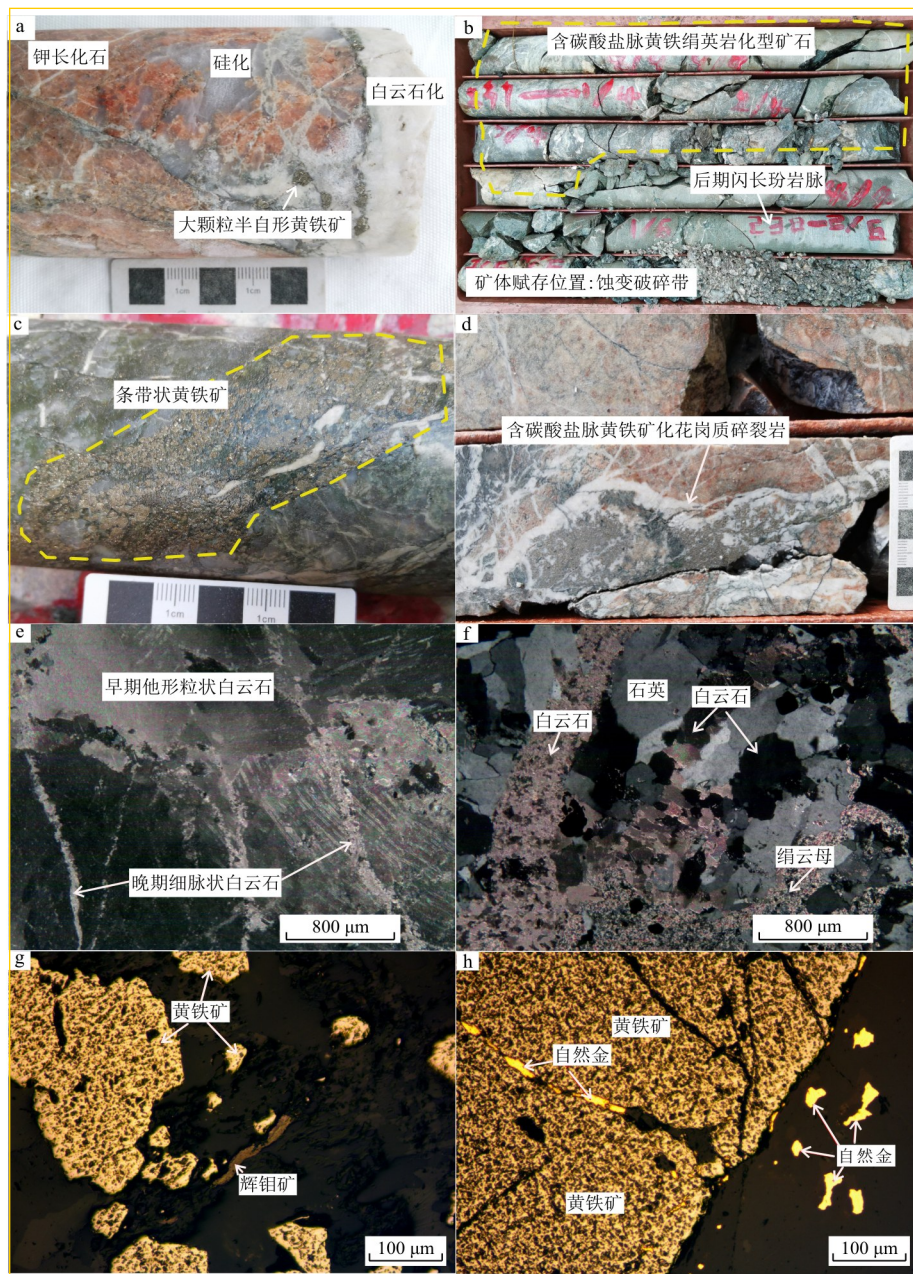 a
钾长化石
硅化
白云石化
大颗粒半自形黄铁矿
1cm
1cm
b
含碳酸盐脉黄铁绢英岩化型矿石
后期闪长玢岩脉
矿体赋存位置:蚀变破碎带
c
条带状黄铁矿
1cm
1cm
d
含碳酸盐脉黄铁矿化花岗质碎裂岩
e
早期他形粒状白云石
晚期细脉状白云石
800 μm
f
石英
白云石
白云石
绢云母
800 μm
g
黄铁矿
辉钼矿
100 μm
h
黄铁矿
自然金
自然金
黄铁矿
100 μm